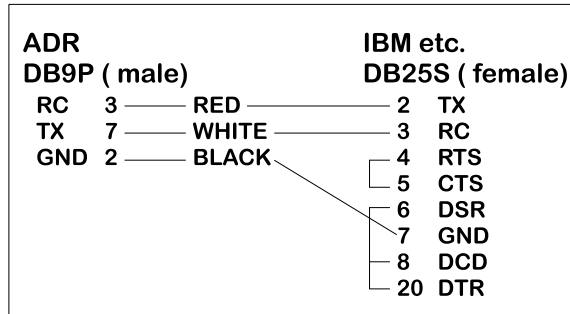 ADR IBM etc.
DB9P ( male) DB25S ( female)
RC 3 RED 2 TX
TX 7 WHITE 3 RC
GND 2 BLACK 4 RTS
5 CTS
6 DSR
7 GND
8 DCD
20 DTR